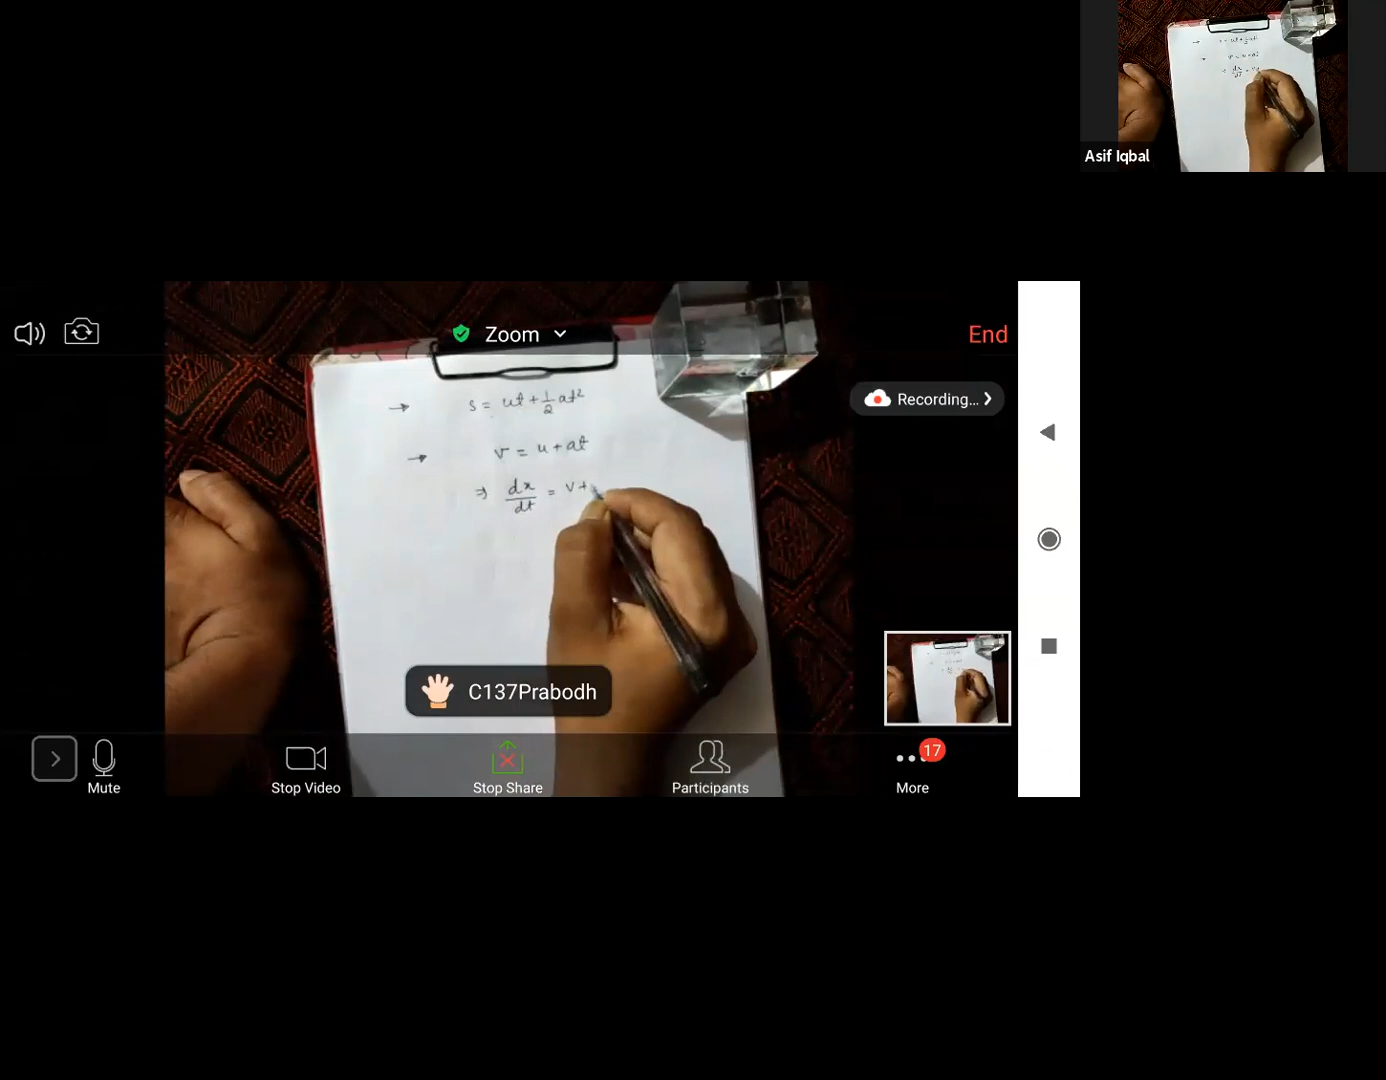 Asif Iqbal
Zoom
End
Recording...
→ s = ut + 1/2 at²
→ v = u + at
⇒ dx/dt = v +
C137Prabodh
Mute
Stop Video
Stop Share
Participants
17
More